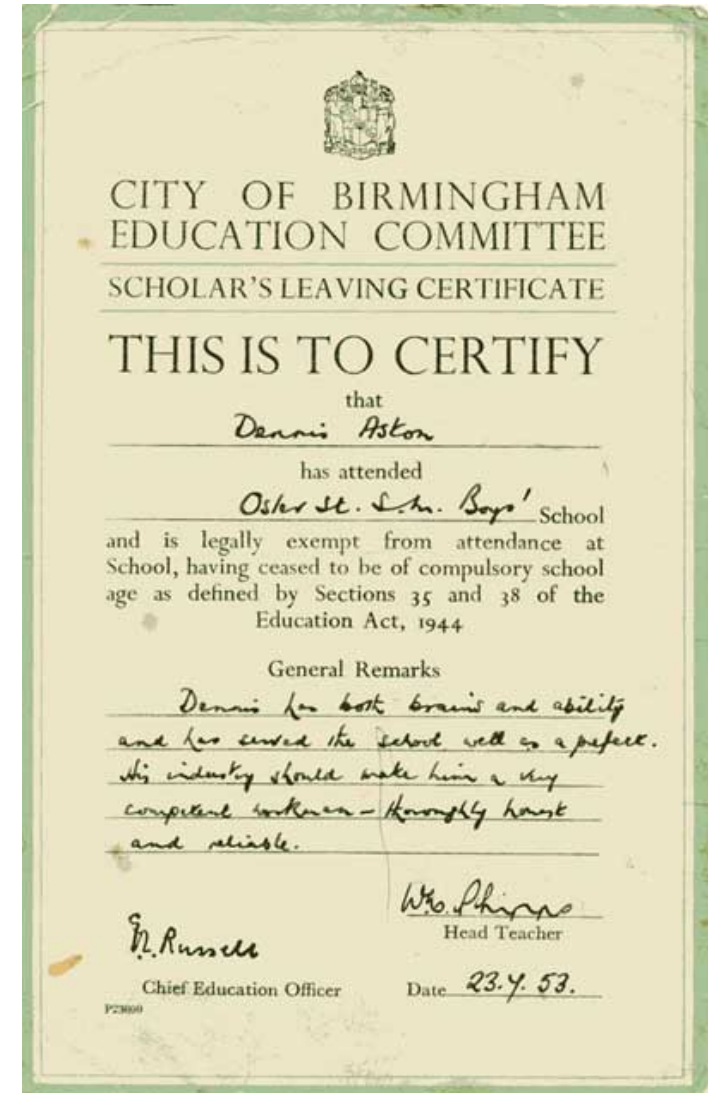 CITY OF BIRMINGHAM
EDUCATION COMMITTEE
SCHOLAR'S LEAVING CERTIFICATE
THIS IS TO CERTIFY
that
Dennis Aston
has attended
Osler St. S.M. Boys' School
and is legally exempt from attendance at
School, having ceased to be of compulsory school
age as defined by Sections 35 and 38 of the
Education Act, 1944
General Remarks
Dennis has both brains and ability
and has served the school well as a prefect.
His industry should make him a very
competent workman - thoroughly honest
and reliable.
Phipps
Head Teacher
Russell
Chief Education Officer
Date 23.7.53.